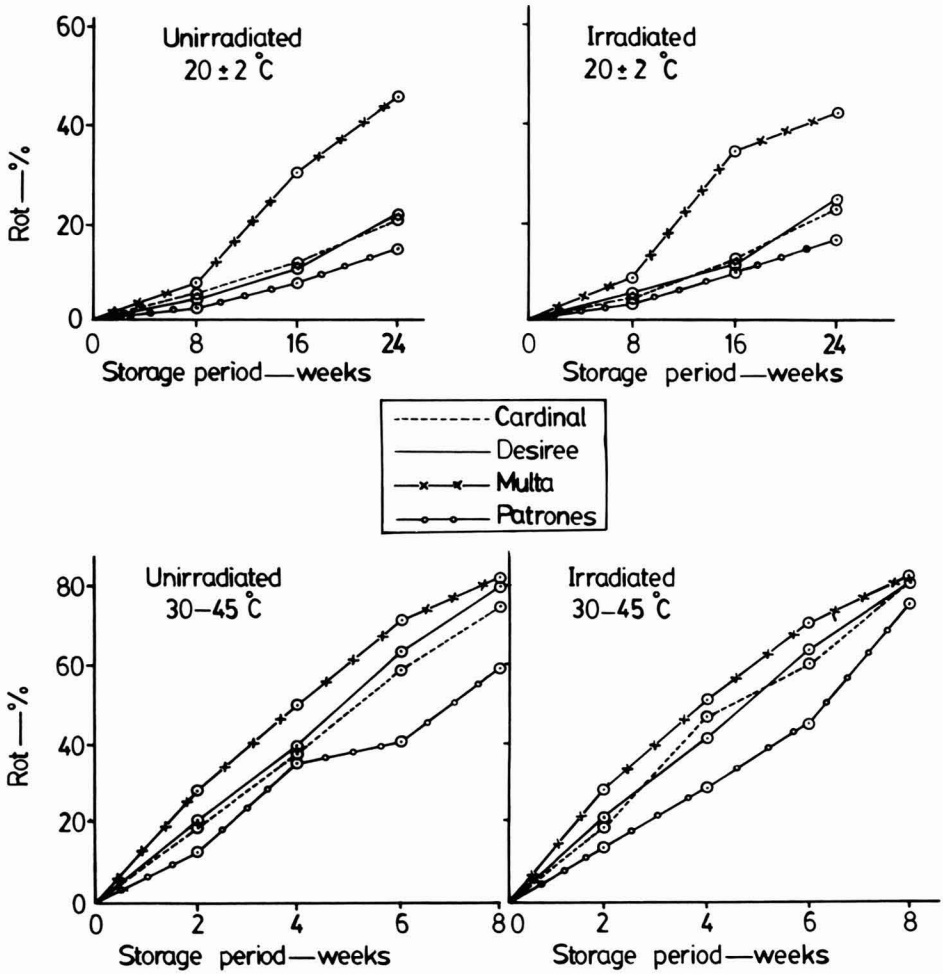 Unirradiated
20 ± 2 °C
60
40
20
0
Rot—%
0 8 16 24
Storage period—weeks
Irradiated
20 ± 2 °C
0 8 16 24
Storage period—weeks
Cardinal
Desiree
Multa
Patrones
Unirradiated
30–45 °C
80
60
40
20
0
Rot—%
0 2 4 6 8
Storage period—weeks
Irradiated
30–45 °C
0 2 4 6 8
Storage period—weeks